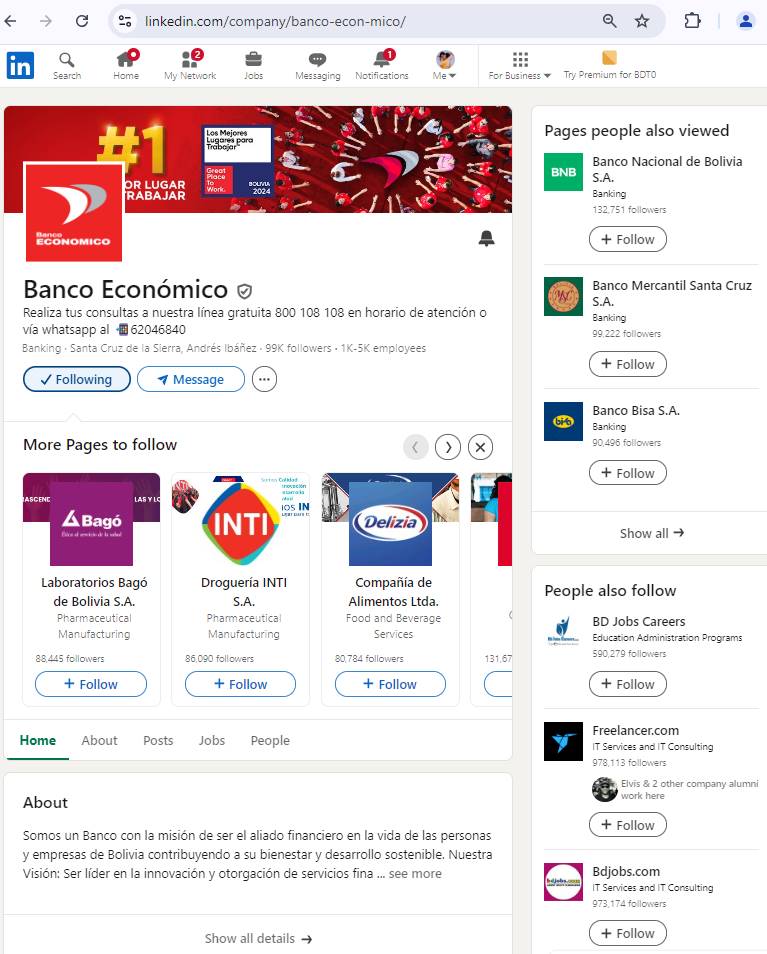 linkedin.com/company/banco-econ-mico/
in
Search
Home
2
My Network
Jobs
Messaging
1
Notifications
Me
For Business
Try Premium for BDT0
#1
OR LUGAR
TRABAJAR
Los Mejores
Lugares para
Trabajar™
Great
Place
To
Work.
BOLIVIA
2024
Banco
ECONOMICO
Banco Económico
Realiza tus consultas a nuestra línea gratuita 800 108 108 en horario de atención o
vía whatsapp al 62046840
Banking · Santa Cruz de la Sierra, Andrés Ibáñez · 99K followers · 1K-5K employees
Following
Message
More Pages to follow
ASCEN
LAS Y LO
Bagó
Ética al servicio de la salud
Laboratorios Bagó
de Bolivia S.A.
Pharmaceutical
Manufacturing
88,445 followers
+ Follow
Somos Calidad
Innovación
INTI
Droguería INTI
S.A.
Pharmaceutical
Manufacturing
86,090 followers
+ Follow
Delizia
Compañía de
Alimentos Ltda.
Food and Beverage
Services
80,784 followers
+ Follow
131,67
Home
About
Posts
Jobs
People
About
Somos un Banco con la misión de ser el aliado financiero en la vida de las personas
y empresas de Bolivia contribuyendo a su bienestar y desarrollo sostenible. Nuestra
Visión: Ser líder en la innovación y otorgación de servicios fina ... see more
Show all details →
Pages people also viewed
BNB
Banco Nacional de Bolivia
S.A.
Banking
132,751 followers
+ Follow
Banco Mercantil Santa Cruz
S.A.
Banking
99,222 followers
+ Follow
bisa
Banco Bisa S.A.
Banking
90,496 followers
+ Follow
Show all →
People also follow
BD Jobs Careers
Education Administration Programs
590,279 followers
+ Follow
Freelancer.com
IT Services and IT Consulting
978,113 followers
Elvis & 2 other company alumni
work here
+ Follow
bdjobs.com
Bdjobs.com
IT Services and IT Consulting
973,174 followers
+ Follow